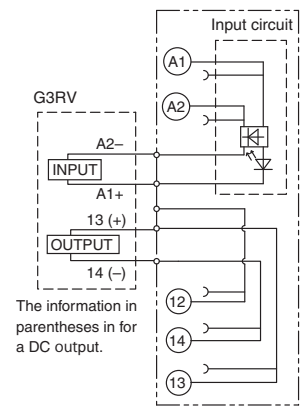 Input circuit
A1
G3RV
A2
A2–
INPUT
A1+
13 (+)
OUTPUT
14 (–)
12
The information in
parentheses in for
a DC output.
14
13